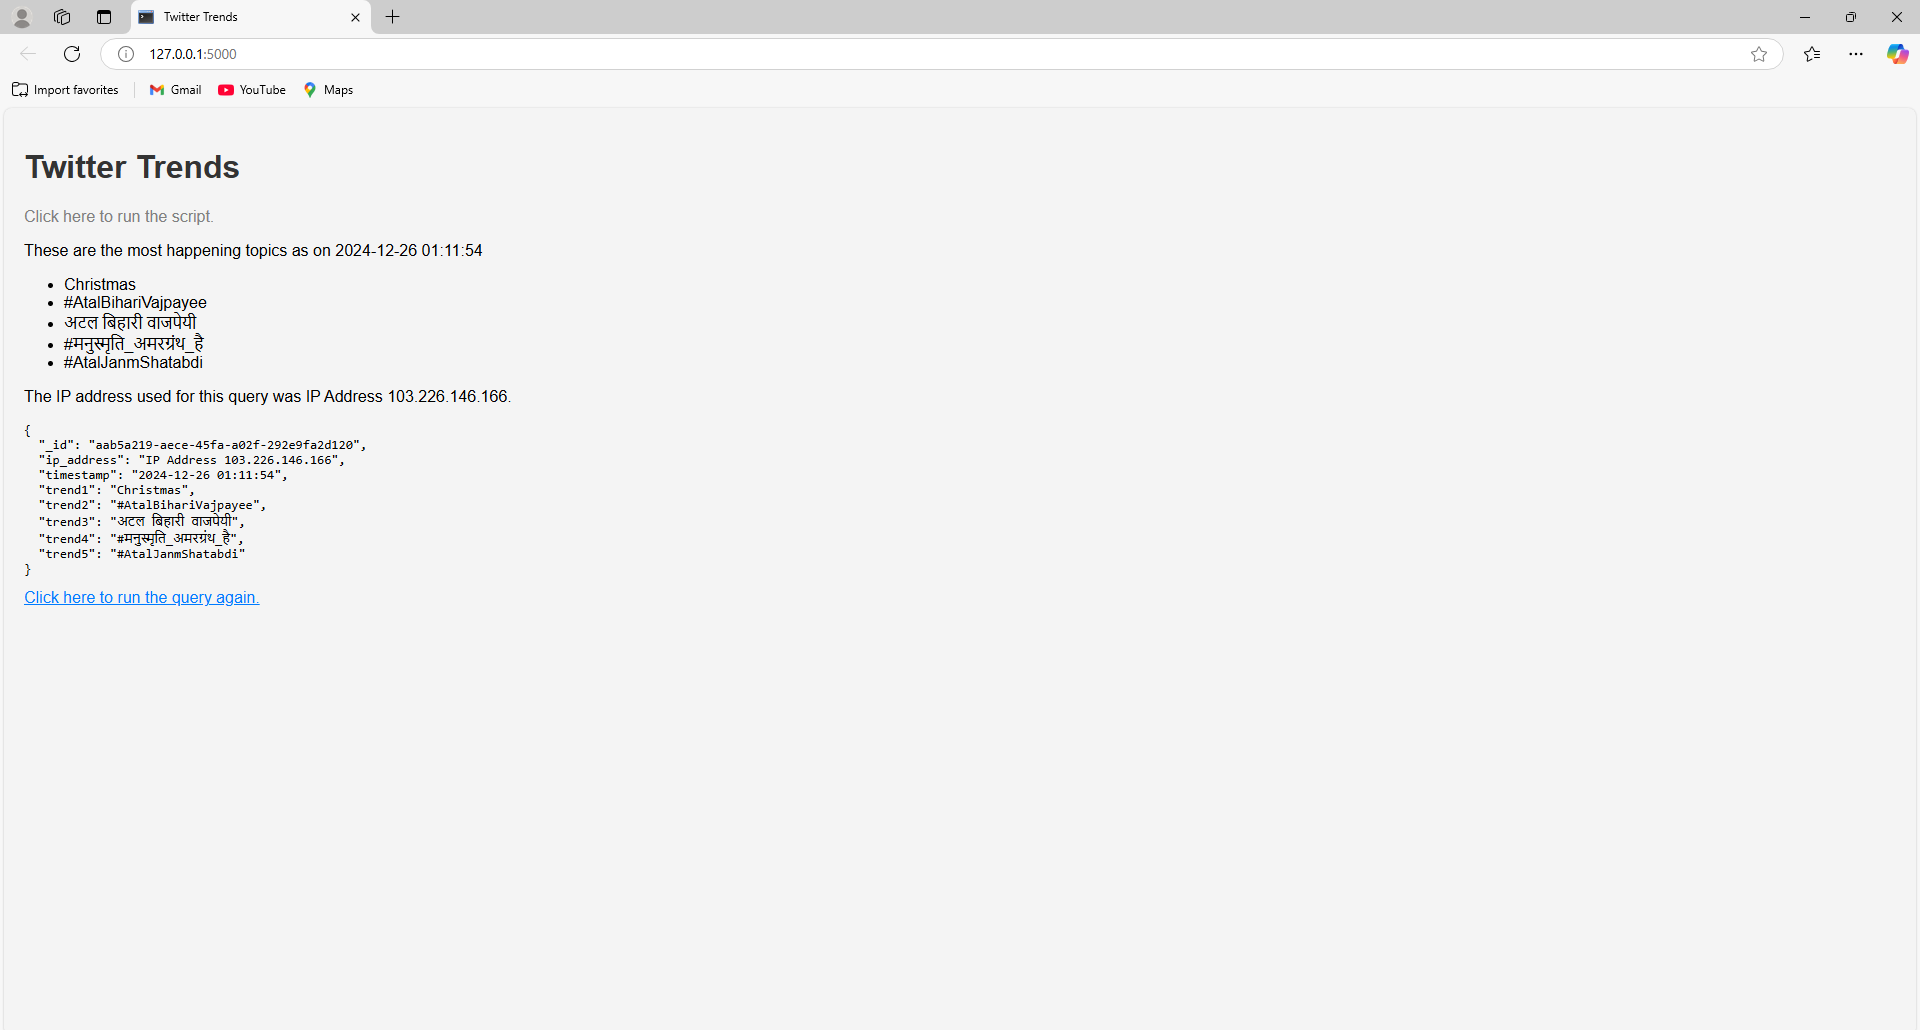 Twitter Trends
127.0.0.1:5000
Import favorites
Gmail
YouTube
Maps
Twitter Trends
Click here to run the script.
These are the most happening topics as on 2024-12-26 01:11:54
Christmas
#AtalBihariVajpayee
अटल बिहारी वाजपेयी
#मनुस्मृति_अमरग्रंथ_है
#AtalJanmShatabdi
The IP address used for this query was IP Address 103.226.146.166.
{
"_id": "aab5a219-aece-45fa-a02f-292e9fa2d120",
"ip_address": "IP Address 103.226.146.166",
"timestamp": "2024-12-26 01:11:54",
"trend1": "Christmas",
"trend2": "#AtalBihariVajpayee",
"trend3": "अटल बिहारी वाजपेयी",
"trend4": "#मनुस्मृति_अमरग्रंथ_है",
"trend5": "#AtalJanmShatabdi"
}
Click here to run the query again.